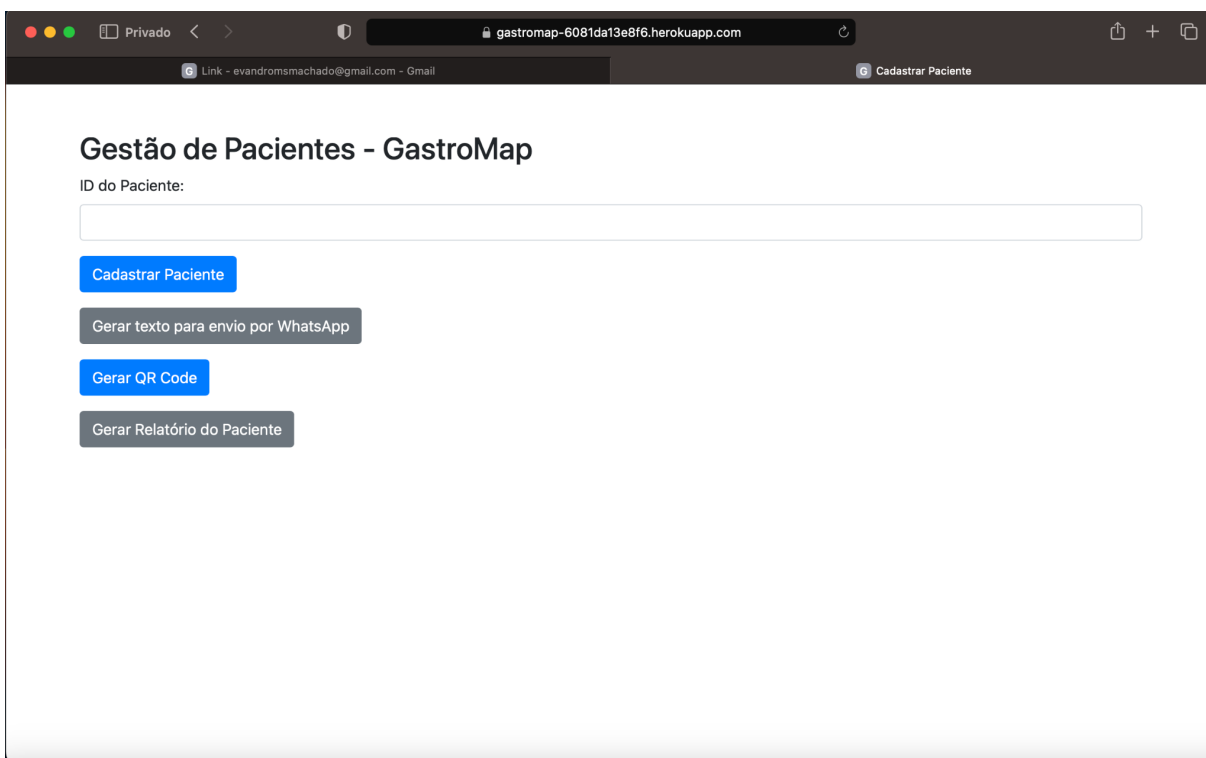 Privado
gastromap-6081da13e8f6.herokuapp.com
G Link - evandromsmachado@gmail.com - Gmail
G Cadastrar Paciente
Gestão de Pacientes - GastroMap
ID do Paciente:
Cadastrar Paciente
Gerar texto para envio por WhatsApp
Gerar QR Code
Gerar Relatório do Paciente